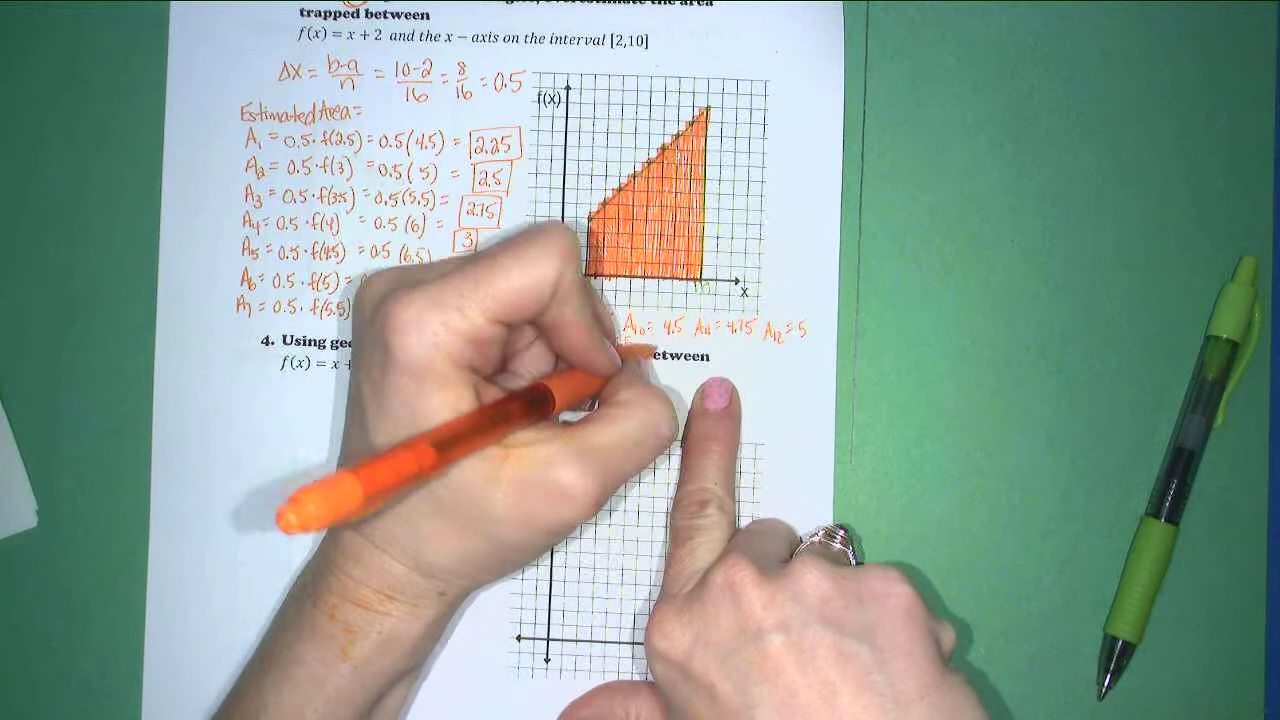 trapped between
f(x) = x + 2 and the x − axis on the interval [2,10]
Δx = b-a/n = 10-2/16 = 8/16 = 0.5
f(x)
Estimated Area=
A₁ = 0.5·f(2.5) = 0.5(4.5) = 2.25
A₂ = 0.5·f(3) = 0.5(5) = 2.5
A₃ = 0.5·f(3.5) = 0.5(5.5) = 2.75
A₄ = 0.5·f(4) = 0.5(6) = 3
A₅ = 0.5·f(4.5) = 0.5(6.5)
A₆ = 0.5·f(5) =
A₇ = 0.5·f(5.5)
x
A₁₀ = 4.5 A₁₁ = 4.75 A₁₂ = 5
4. Using etween
f(x) = x +